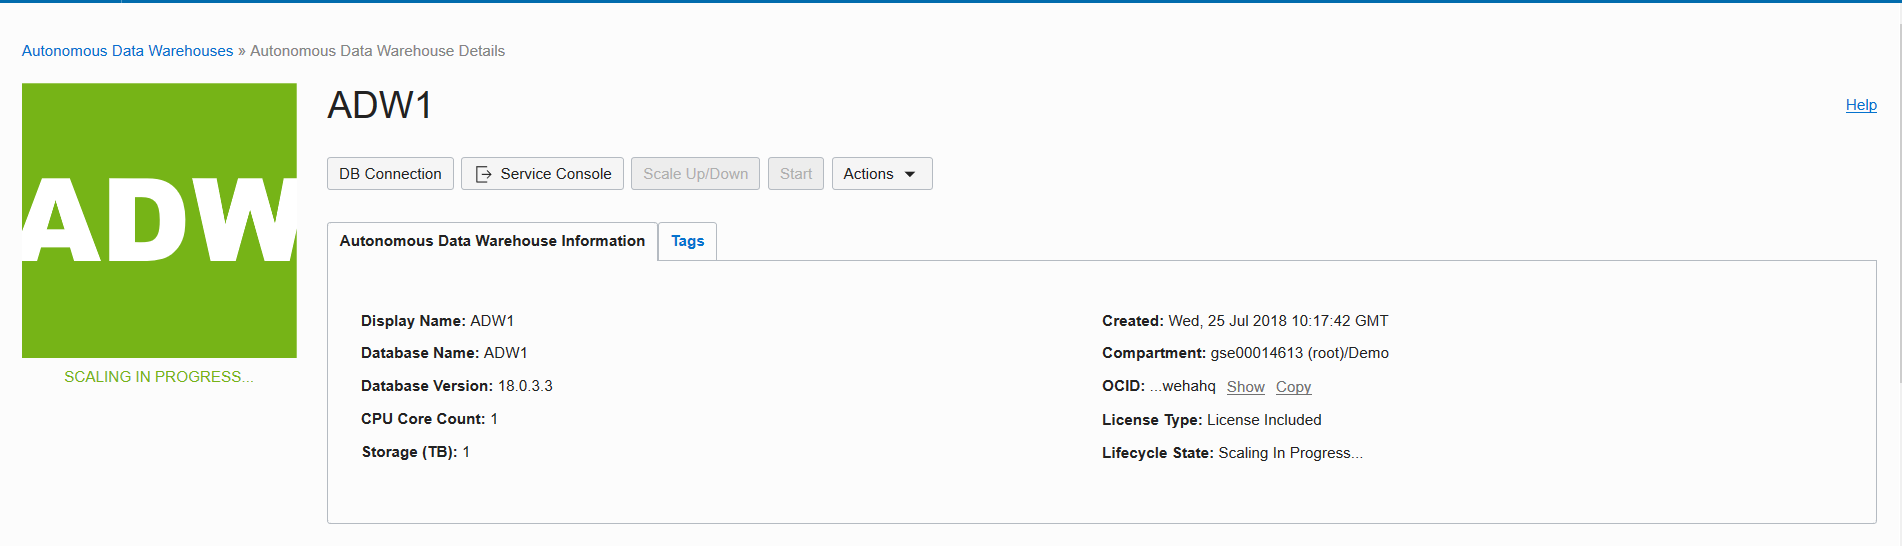 Autonomous Data Warehouses » Autonomous Data Warehouse Details
ADW
SCALING IN PROGRESS...
ADW1
Help
DB Connection Service Console Scale Up/Down Start Actions
Autonomous Data Warehouse Information Tags
Display Name: ADW1
Database Name: ADW1
Database Version: 18.0.3.3
CPU Core Count: 1
Storage (TB): 1
Created: Wed, 25 Jul 2018 10:17:42 GMT
Compartment: gse00014613 (root)/Demo
OCID: ...wehahq Show Copy
License Type: License Included
Lifecycle State: Scaling In Progress...